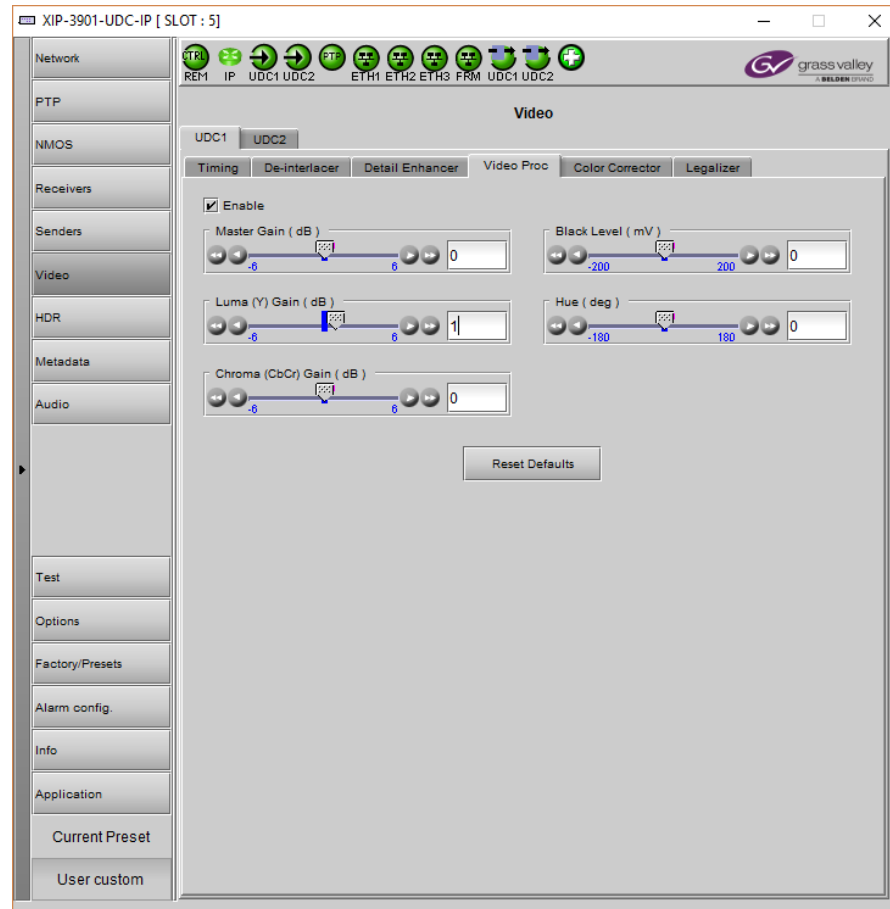 XIP-3901-UDC-IP [ SLOT : 5]
Network
PTP
NMOS
Receivers
Senders
Video
HDR
Metadata
Audio
Test
Options
Factory/Presets
Alarm config.
Info
Application
Current Preset
User custom
CTRL PTP
REM IP UDC1 UDC2 ETH1 ETH2 ETH3 FRM UDC1 UDC2
GV grass valley
A BELDEN BRAND
Video
UDC1 UDC2
Timing De-interlacer Detail Enhancer Video Proc Color Corrector Legalizer
Enable
Master Gain ( dB )
-6 6 0
Black Level ( mV )
-200 200 0
Luma (Y) Gain ( dB )
-6 6 1
Hue ( deg )
-180 180 0
Chroma (CbCr) Gain ( dB )
-6 6 0
Reset Defaults